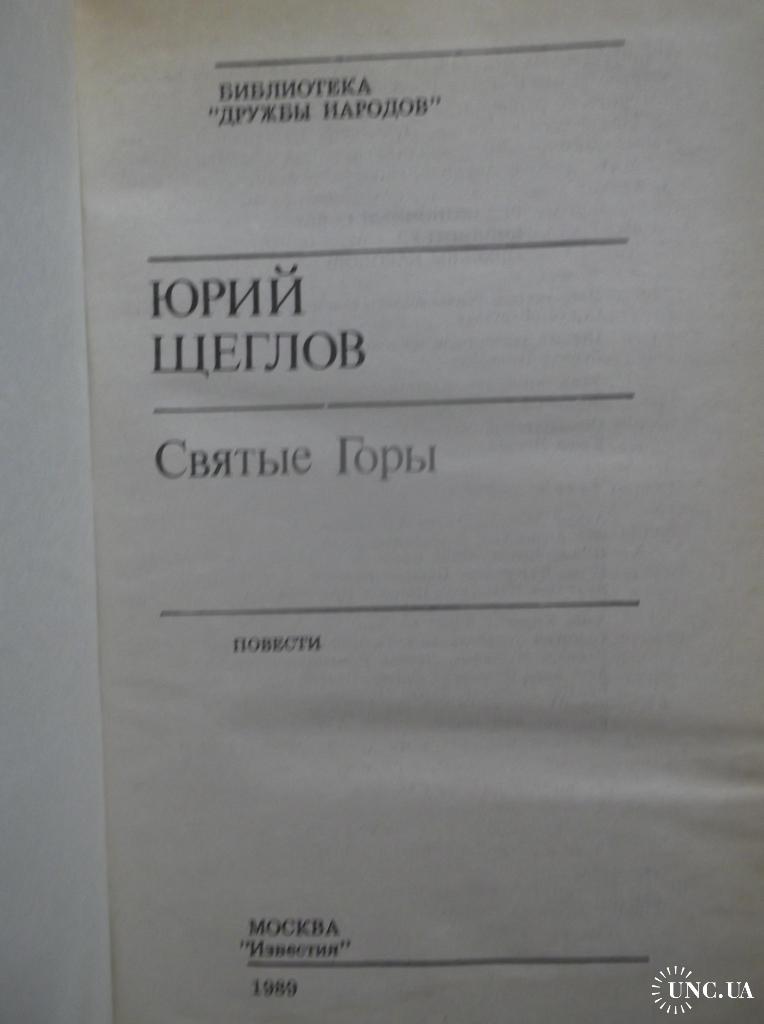 БИБЛИОТЕКА
"ДРУЖБЫ НАРОДОВ"
ЮРИЙ
ЩЕГЛОВ
Святые Горы
ПОВЕСТИ
МОСКВА
"Известия"
1989
UNC.UA